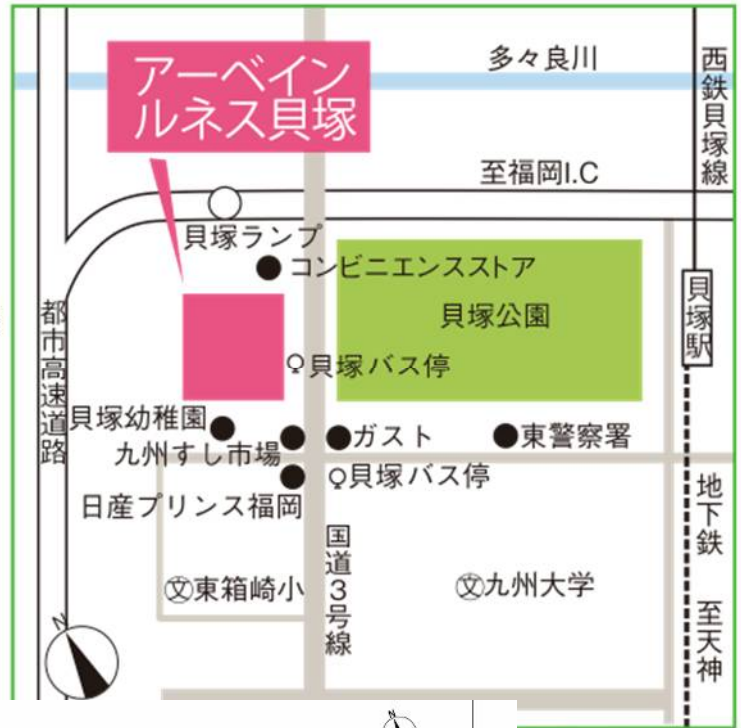 多々良川
アーベイン
ルネス貝塚
西鉄貝塚線
至福岡I.C
貝塚ランプ
コンビニエンスストア
貝塚公園
貝塚駅
都市高速道路
貝塚バス停
貝塚幼稚園
ガスト
東警察署
九州すし市場
貝塚バス停
日産プリンス福岡
地下鉄 至天神
国道3号線
文東箱崎小
文九州大学
N
N